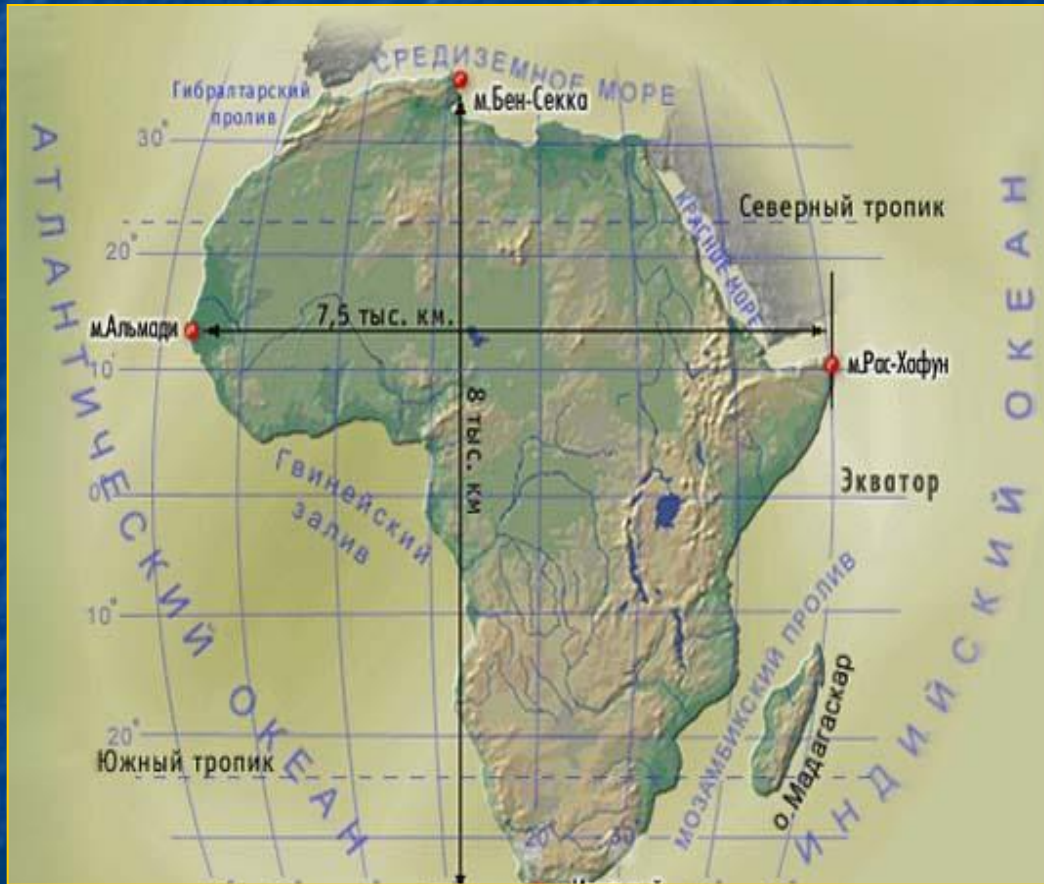 СРЕДИЗЕМНОЕ МОРЕ
Гибралтарский
пролив
м.Бен-Секка
30°
АТЛАНТИЧЕСКИЙ ОКЕАН
ИНДИЙСКИЙ ОКЕАН
Северный тропик
КРАСНОЕ МОРЕ
20°
7,5 тыс. км.
м.Альмади
10°
м.Рас-Хафун
8 тыс. км
Гвинейский
залив
0°
Экватор
10°
МОЗАМБИКСКИЙ ПРОЛИВ
о.Мадагаскар
20°
Южный тропик
20°
30°